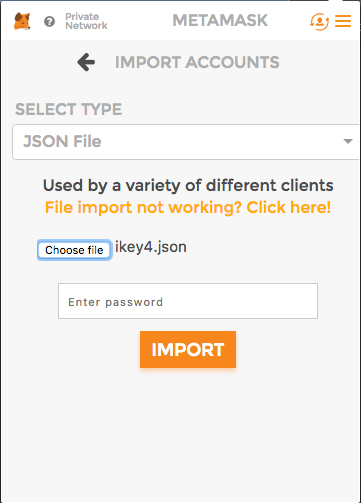 ?
Private
Network
METAMASK
IMPORT ACCOUNTS
SELECT TYPE
JSON File
Used by a variety of different clients
File import not working? Click here!
Choose file ikey4.json
Enter password
IMPORT